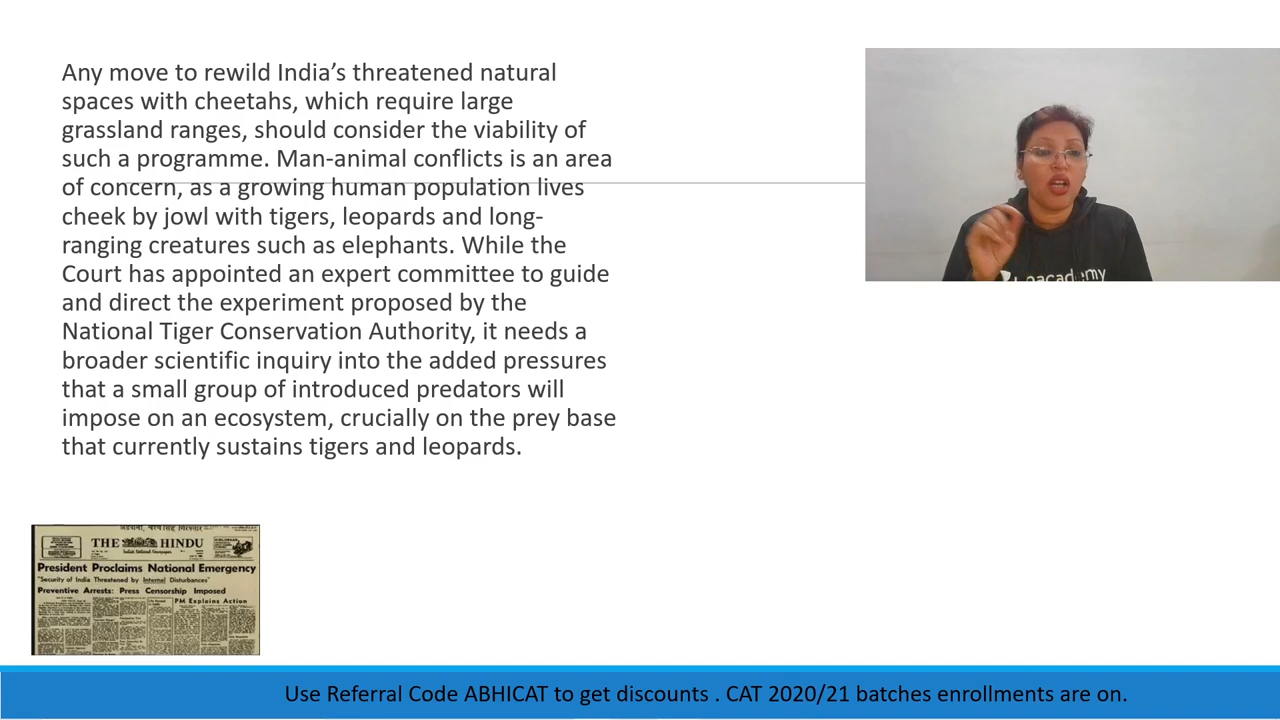 Any move to rewild India’s threatened natural
spaces with cheetahs, which require large
grassland ranges, should consider the viability of
such a programme. Man-animal conflicts is an area
of concern, as a growing human population lives
cheek by jowl with tigers, leopards and long-
ranging creatures such as elephants. While the
Court has appointed an expert committee to guide
and direct the experiment proposed by the
National Tiger Conservation Authority, it needs a
broader scientific inquiry into the added pressures
that a small group of introduced predators will
impose on an ecosystem, crucially on the prey base
that currently sustains tigers and leopards.
THE HINDU
India's National Newspaper
President Proclaims National Emergency
"Security of India Threatened by Internal Disturbances"
Preventive Arrests: Press Censorship Imposed
PM Explains Action
Use Referral Code ABHICAT to get discounts . CAT 2020/21 batches enrollments are on.